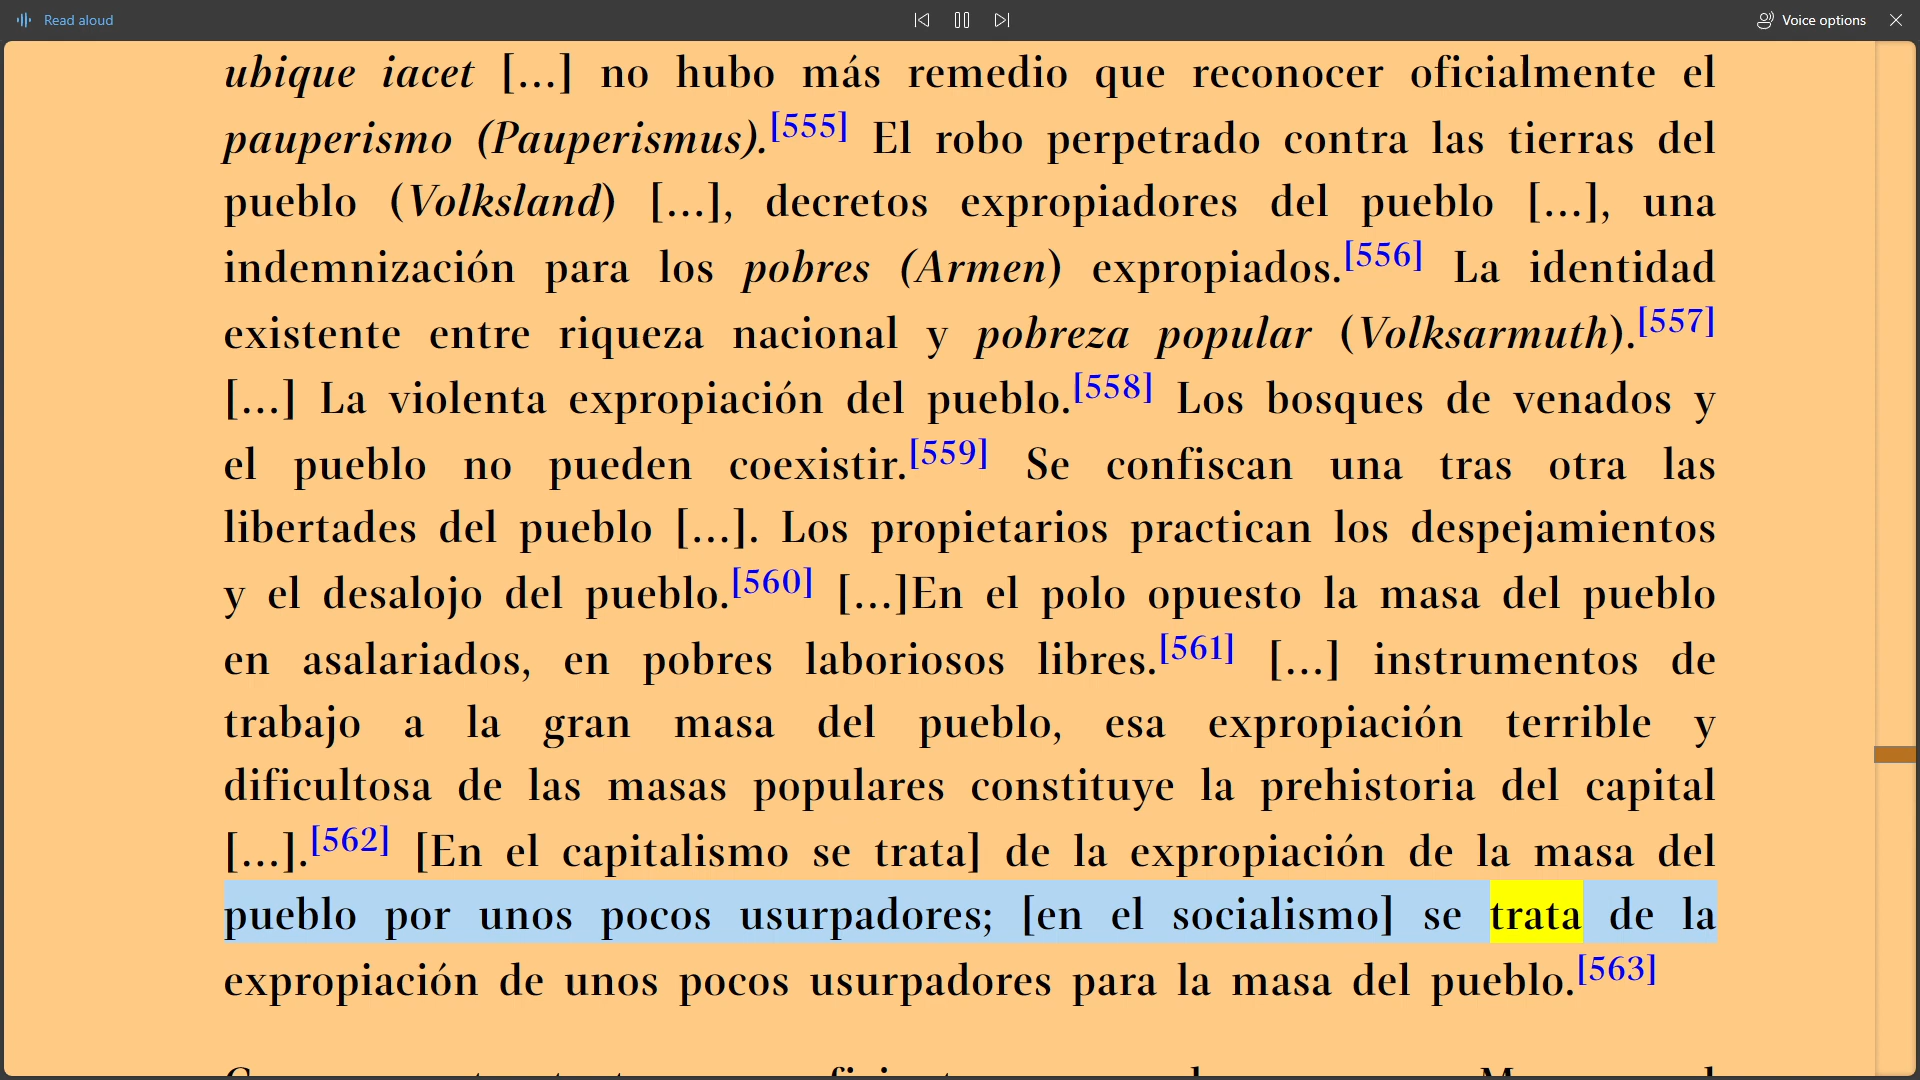 Read aloud
Voice options
ubique iacet [...] no hubo más remedio que reconocer oficialmente el
pauperismo (Pauperismus).[555] El robo perpetrado contra las tierras del
pueblo (Volksland) [...], decretos expropiadores del pueblo [...], una
indemnización para los pobres (Armen) expropiados.[556] La identidad
existente entre riqueza nacional y pobreza popular (Volksarmuth).[557]
[...] La violenta expropiación del pueblo.[558] Los bosques de venados y
el pueblo no pueden coexistir.[559] Se confiscan una tras otra las
libertades del pueblo [...]. Los propietarios practican los despejamientos
y el desalojo del pueblo.[560] [...]En el polo opuesto la masa del pueblo
en asalariados, en pobres laboriosos libres.[561] [...] instrumentos de
trabajo a la gran masa del pueblo, esa expropiación terrible y
dificultosa de las masas populares constituye la prehistoria del capital
[...].[562] [En el capitalismo se trata] de la expropiación de la masa del
pueblo por unos pocos usurpadores; [en el socialismo] se trata de la
expropiación de unos pocos usurpadores para la masa del pueblo.[563]